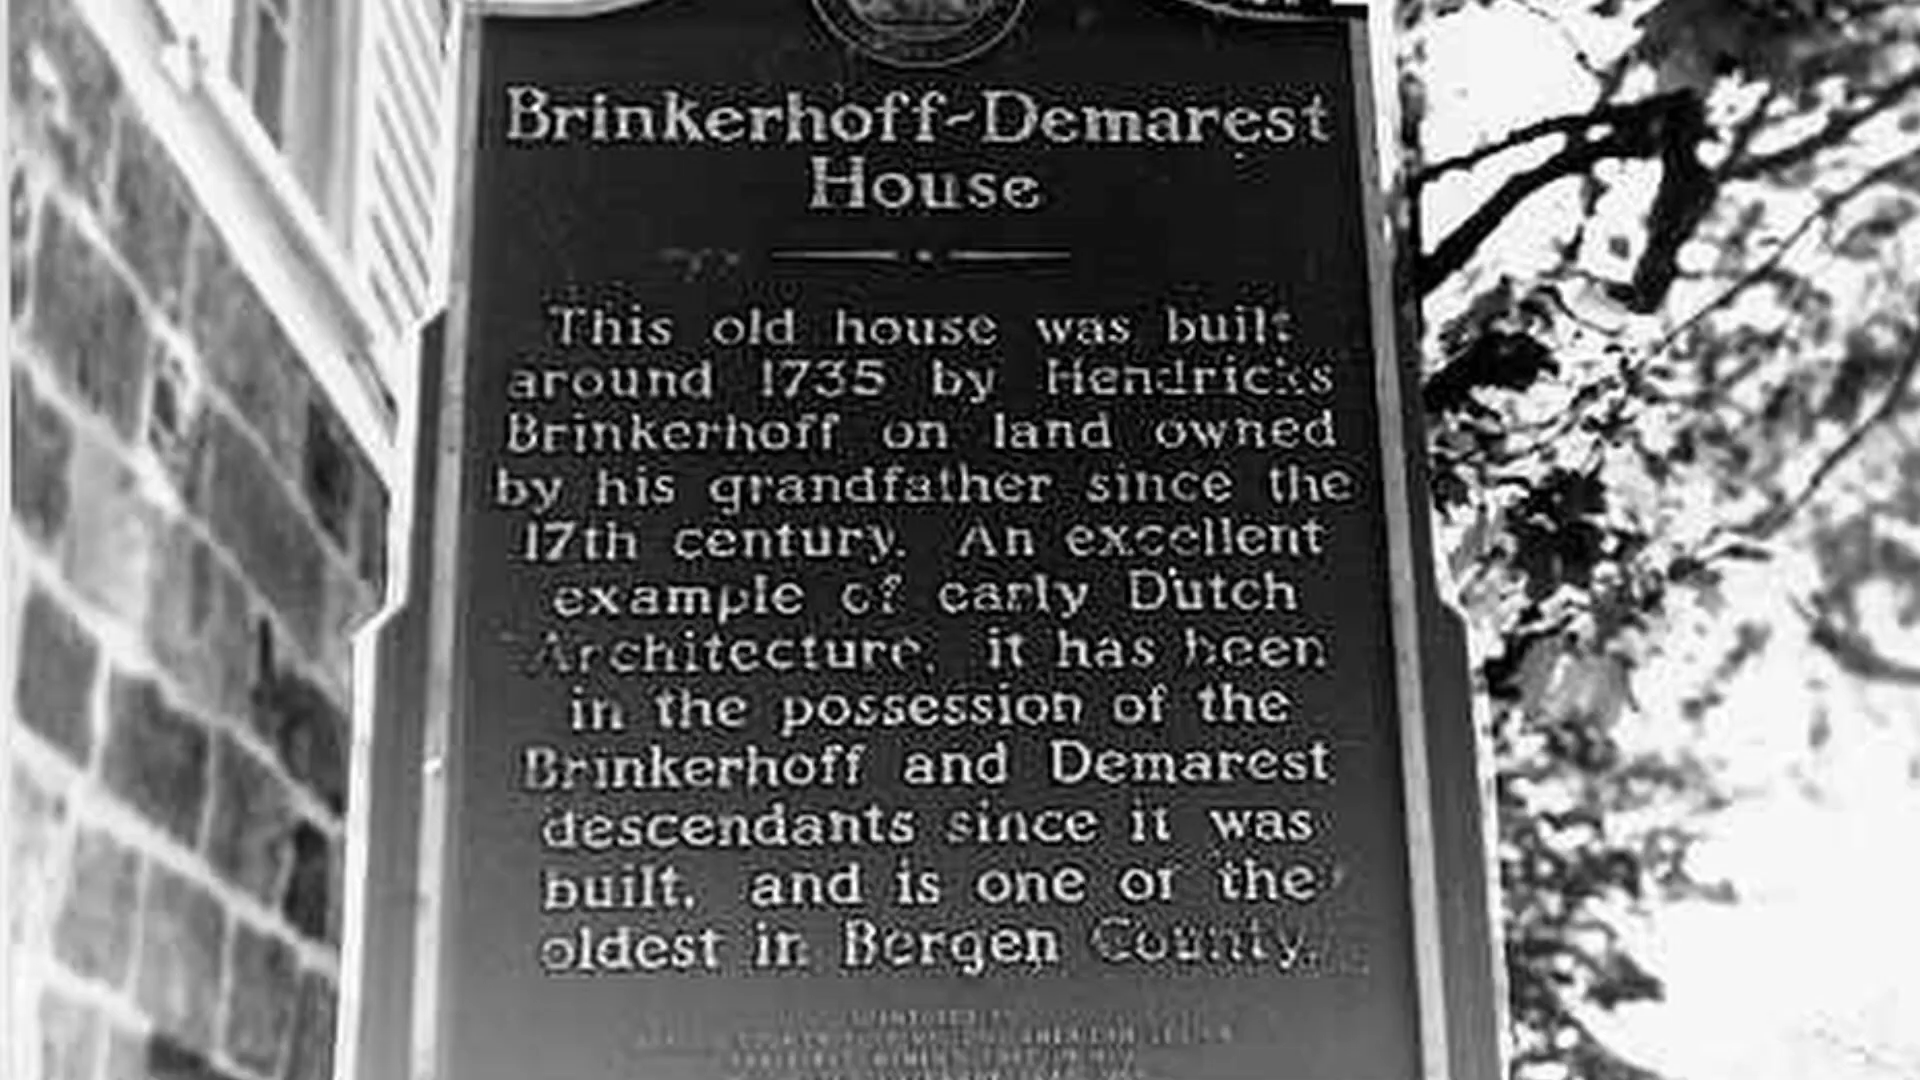 Brinkerhoff-Demarest
House
This old house was built
around 1735 by Hendricks
Brinkerhoff on land owned
by his grandfather since the
17th century. An excellent
example of early Dutch
Architecture, it has been
in the possession of the
Brinkerhoff and Demarest
descendants since it was
built, and is one of the
oldest in Bergen County.
AMERICAN